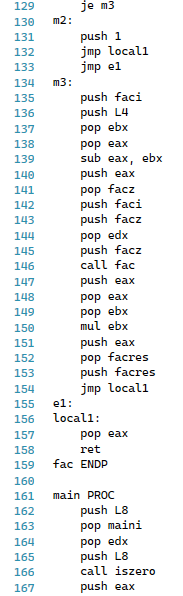 129 je m3
130 m2:
131 push 1
132 jmp local1
133 jmp e1
134 m3:
135 push faci
136 push L4
137 pop ebx
138 pop eax
139 sub eax, ebx
140 push eax
141 pop facz
142 push faci
143 push facz
144 pop edx
145 push facz
146 call fac
147 push eax
148 pop eax
149 pop ebx
150 mul ebx
151 push eax
152 pop facres
153 push facres
154 jmp local1
155 e1:
156 local1:
157 pop eax
158 ret
159 fac ENDP
160
161 main PROC
162 push L8
163 pop maini
164 pop edx
165 push L8
166 call iszero
167 push eax